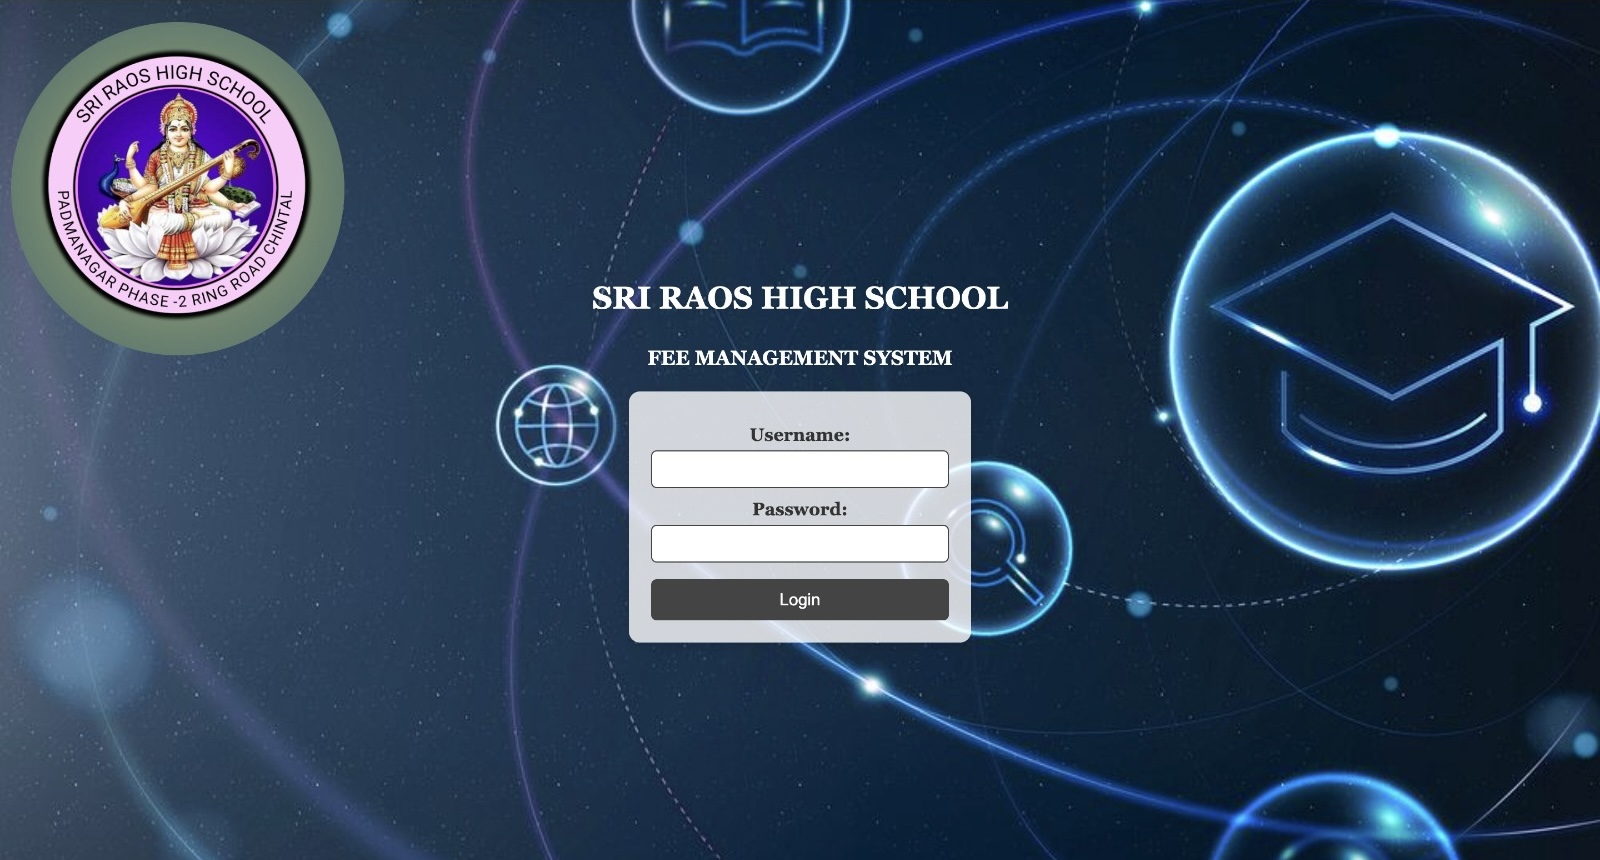 SRI RAOS HIGH SCHOOL
PADMANAGAR PHASE -2 RING ROAD CHINTAL
SRI RAOS HIGH SCHOOL
FEE MANAGEMENT SYSTEM
Username:
Password:
Login